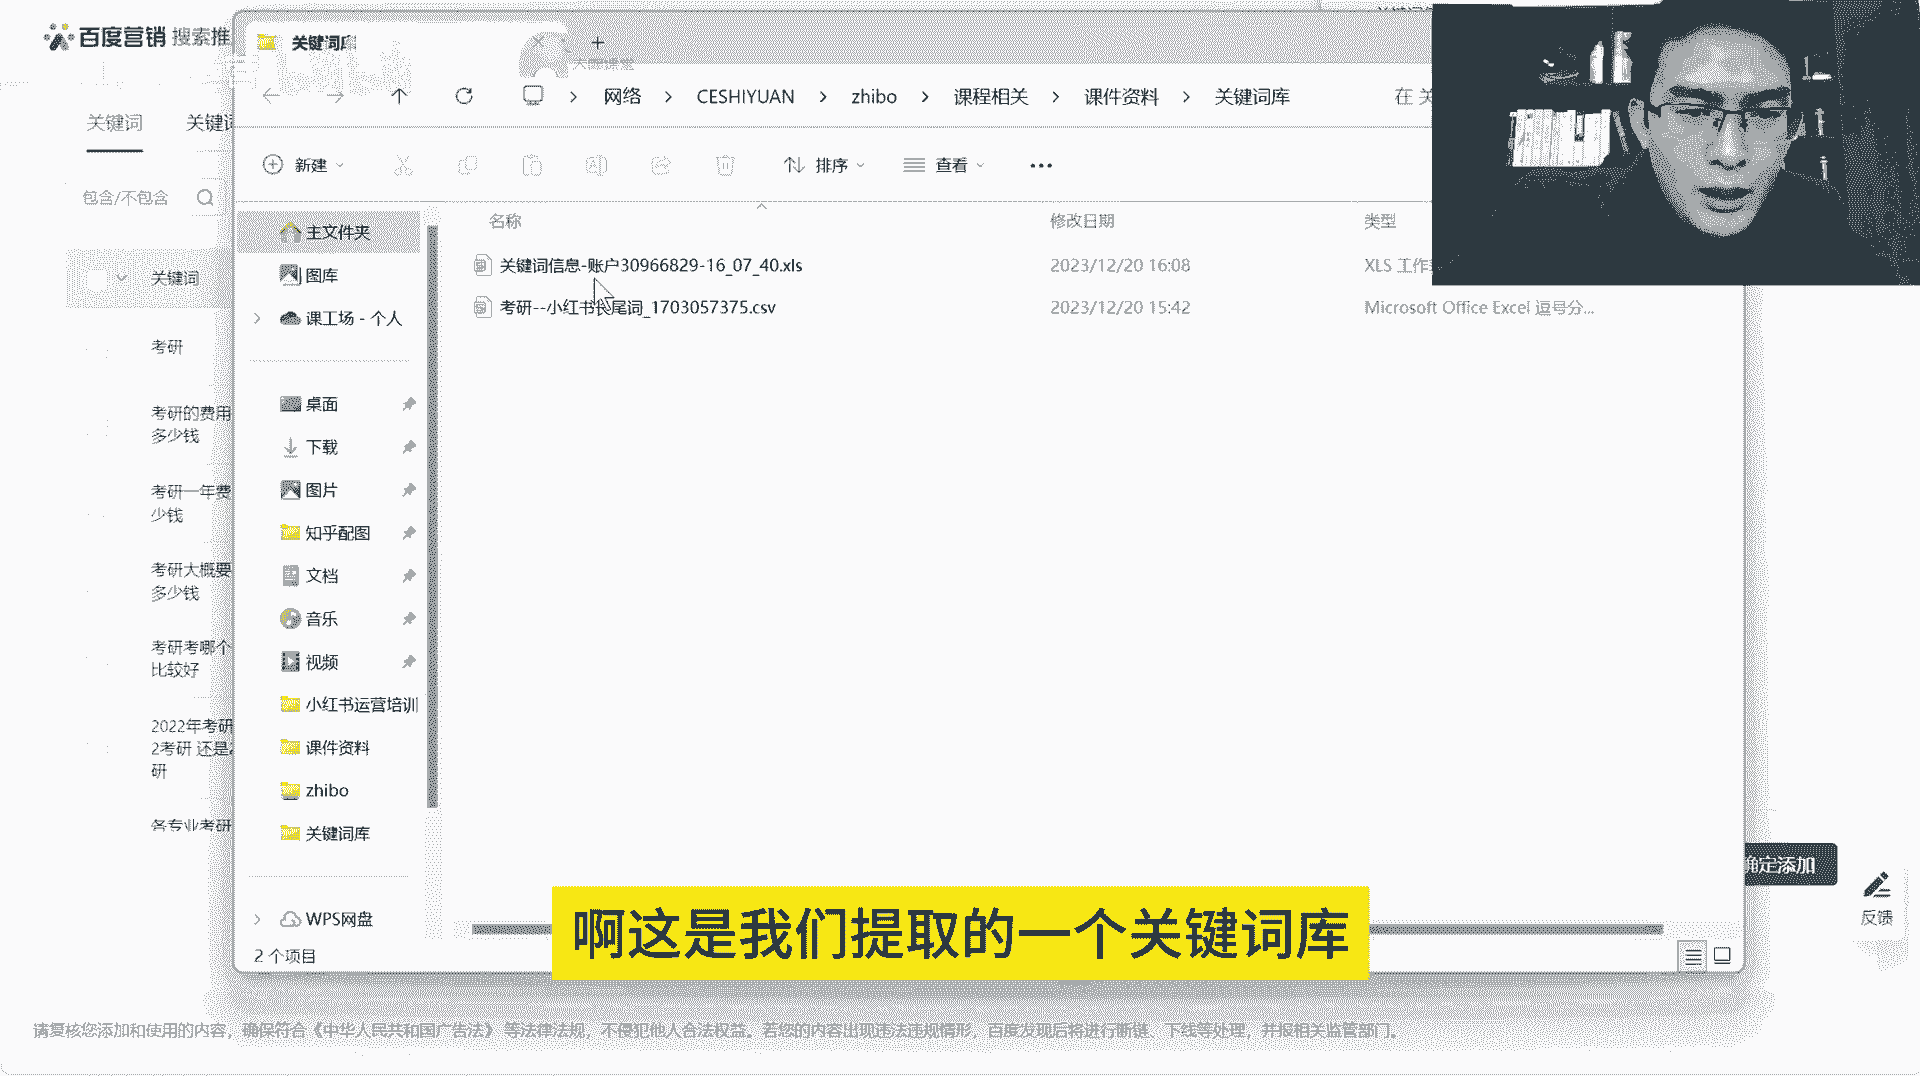 百度营销 搜索推
关键词库
大咖课堂
网络 > CESHIYUAN > zhibo > 课程相关 > 课件资料 > 关键词库
在 关
关键词
关键词
新建
排序
查看
包含/不包含
名称
修改日期
类型
主文件夹
关键词信息-账户30966829-16_07_40.xls
2023/12/20 16:08
XLS 工作
图库
关键词
考研--小红书长尾词_1703057375.csv
2023/12/20 15:42
Microsoft Office Excel 逗号分...
课工场 - 个人
考研
桌面
考研的费用
多少钱
下载
图片
考研一年费
少钱
知乎配图
考研大概要
多少钱
文档
音乐
考研考哪个
比较好
视频
小红书运营培训
2022年考研
2考研 还是2
研
课件资料
zhibo
各专业考研
关键词库
确定添加
反馈
WPS网盘
啊这是我们提取的一个关键词库
2 个项目
请复核您添加和使用的内容，确保符合《中华人民共和国广告法》 等法律法规，不侵犯他人合法权益。若您的内容出现违法违规情形，百度发现后将进行断链、下线等处理，并报相关监管部门。